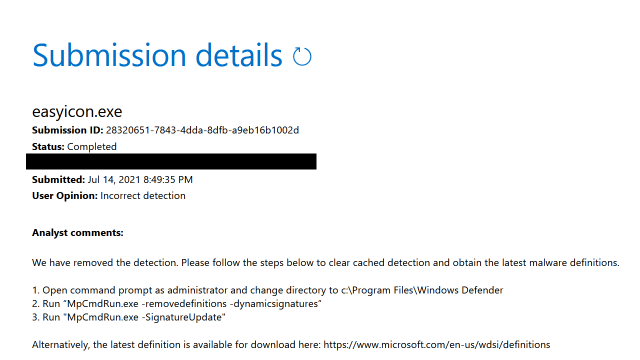 Submission details
easyicon.exe
Submission ID: 28320651-7843-4dda-8dfb-a9eb16b1002d
Status: Completed
Submitted: Jul 14, 2021 8:49:35 PM
User Opinion: Incorrect detection
Analyst comments:
We have removed the detection. Please follow the steps below to clear cached detection and obtain the latest malware definitions.
1. Open command prompt as administrator and change directory to c:\Program Files\Windows Defender
2. Run “MpCmdRun.exe -removedefinitions -dynamicsignatures”
3. Run "MpCmdRun.exe -SignatureUpdate"
Alternatively, the latest definition is available for download here: https://www.microsoft.com/en-us/wdsi/definitions